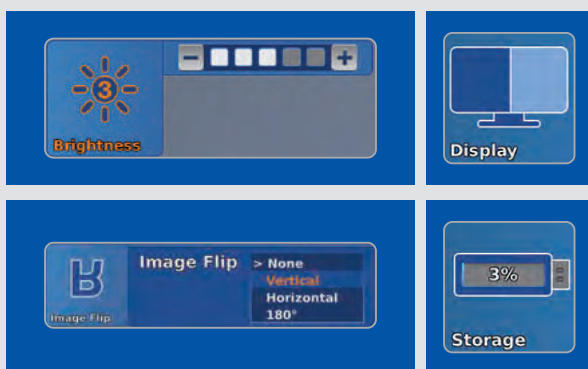 3
− +
Brightness
Display
Image Flip
> None
Vertical
Horizontal
180°
R
Image Flip
3%
Storage